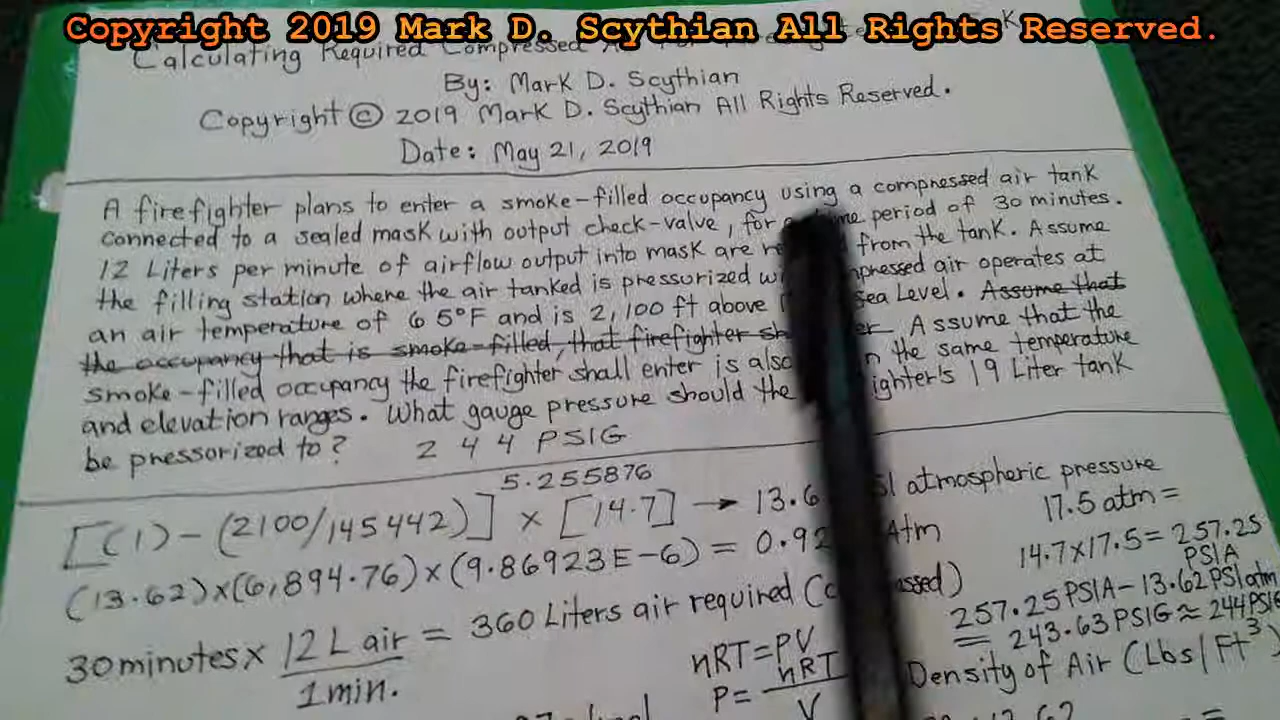 Copyright 2019 Mark D. Scythian All Rights Reserved.
Calculating Required Compressed
By: Mark D. Scythian
Copyright © 2019 Mark D. Scythian All Rights Reserved.
Date: May 21, 2019
A firefighter plans to enter a smoke-filled occupancy using a compressed air tank
connected to a sealed mask with output check-valve, for period of 30 minutes.
12 Liters per minute of airflow output into mask are from the tank. Assume
the filling station where the air tanked is pressurized air operates at
an air temperature of 65°F and is 2,100 ft above sea Level. Assume that
the occupancy that is smoke-filled, that firefighter Assume that the
smoke-filled occupancy the firefighter shall enter is also the same temperature
and elevation ranges. What gauge pressure should the 19 Liter tank
be pressorized to? 244 PSIG
[(1) - (2100/145442)] 5.255876 × [14.7] → 13.6 atmospheric pressure
17.5 atm =
(13.62)×(6,894.76)×(9.86923E-6) = 0.92 Atm
14.7×17.5 = 257.25 PSIA
257.25 PSIA - 13.62 PSI atm
= 243.63 PSIG ≈ 244 PSIG
30 minutes × 12 L air / 1 min. = 360 Liters air required
nRT = PV
P = nRT / V
Density of Air (Lbs/Ft³)